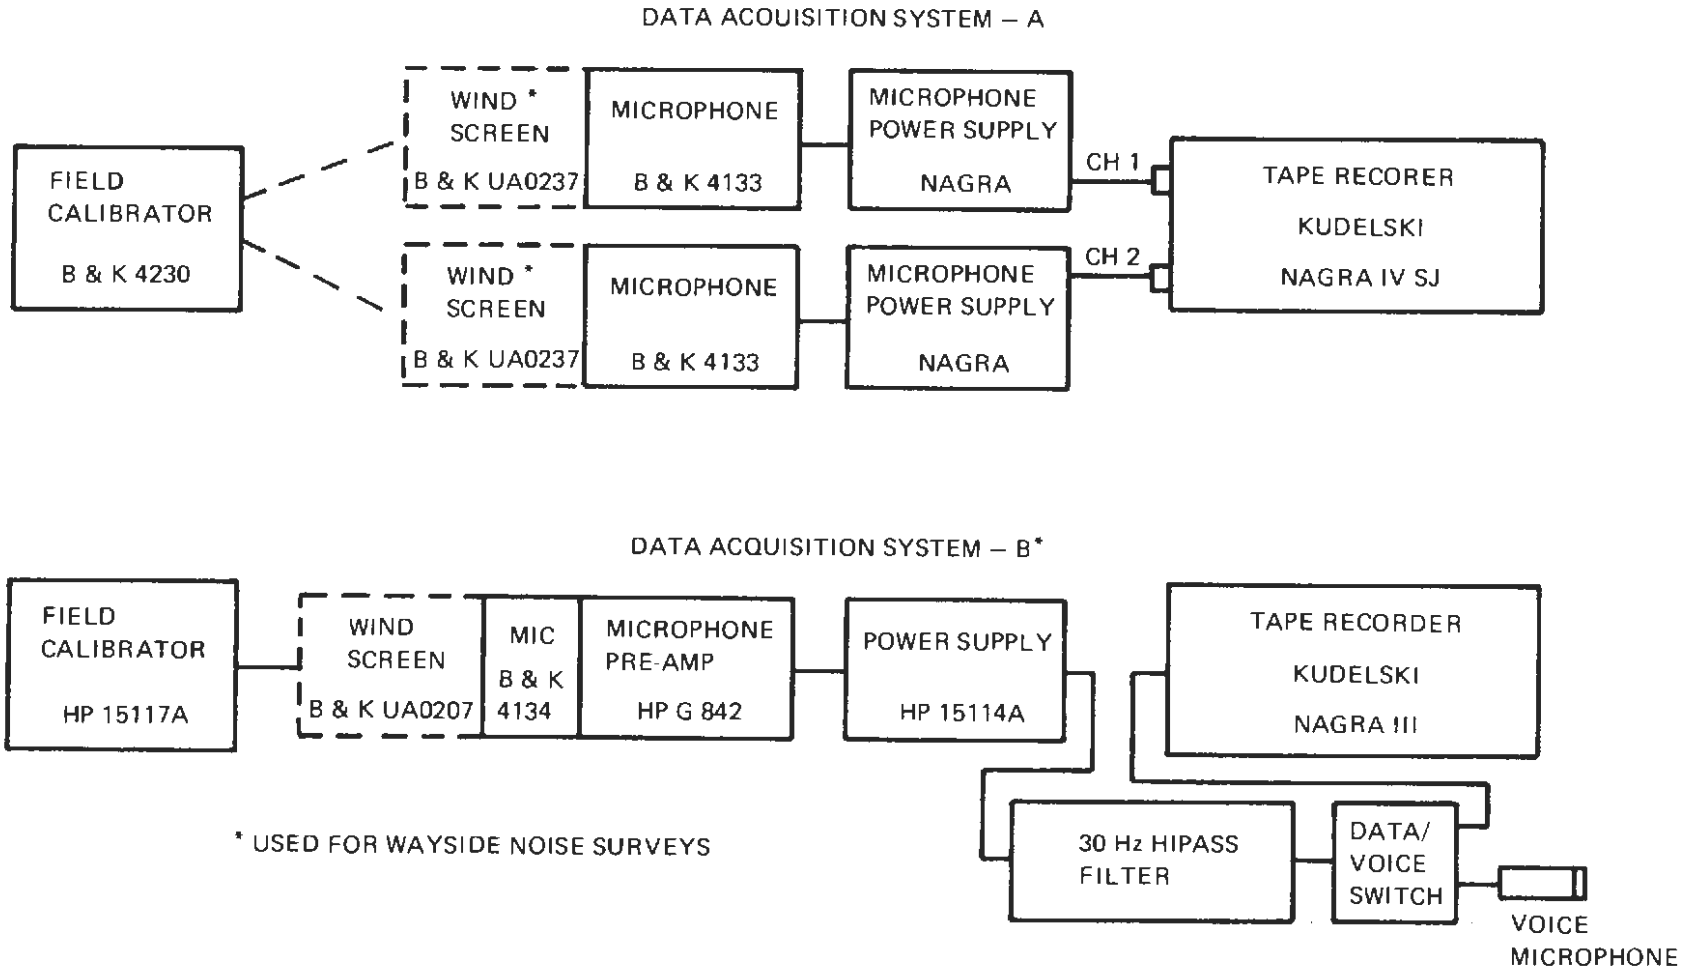 DATA ACOUISITION SYSTEM – A
FIELD
CALIBRATOR
B & K 4230
WIND *
SCREEN
B & K UA0237
MICROPHONE
B & K 4133
MICROPHONE
POWER SUPPLY
NAGRA
CH 1
WIND *
SCREEN
B & K UA0237
MICROPHONE
B & K 4133
MICROPHONE
POWER SUPPLY
NAGRA
CH 2
TAPE RECORER
KUDELSKI
NAGRA IV SJ
DATA ACQUISITION SYSTEM – B*
FIELD
CALIBRATOR
HP 15117A
WIND
SCREEN
B & K UA0207
MIC
B & K
4134
MICROPHONE
PRE-AMP
HP G 842
POWER SUPPLY
HP 15114A
TAPE RECORDER
KUDELSKI
NAGRA III
30 Hz HIPASS
FILTER
DATA/
VOICE
SWITCH
VOICE
MICROPHONE
* USED FOR WAYSIDE NOISE SURVEYS